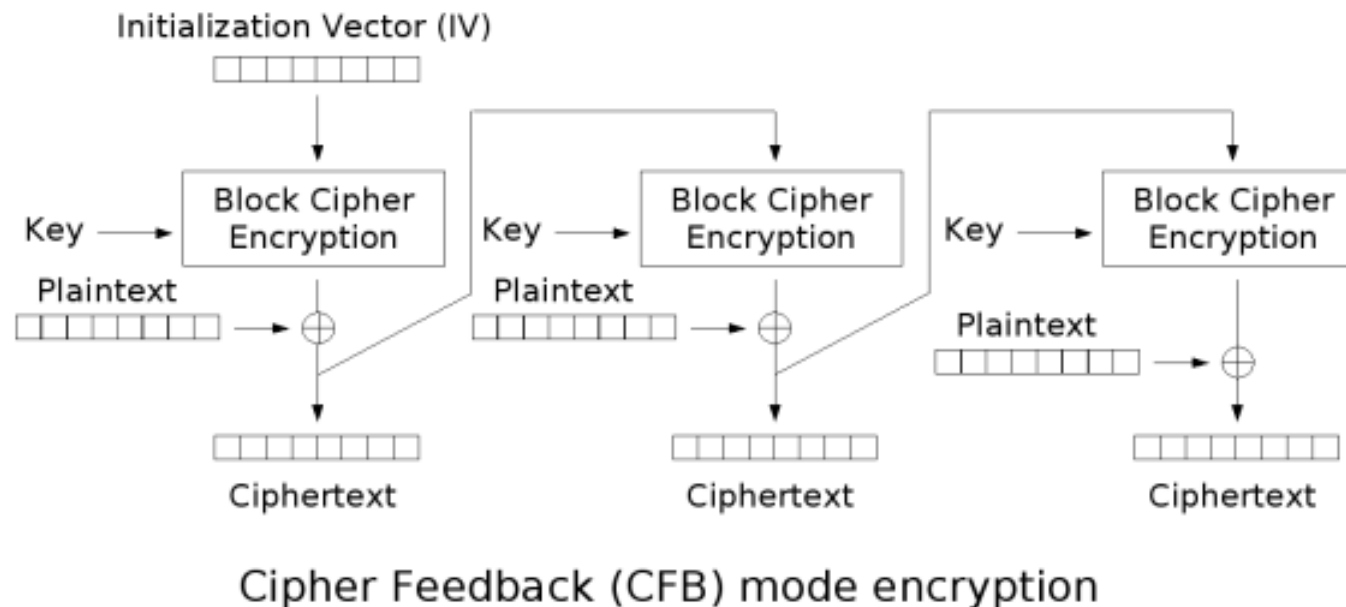 Initialization Vector (IV)
Block Cipher
Encryption
Block Cipher
Encryption
Block Cipher
Encryption
Key
Key
Key
Plaintext
Plaintext
Plaintext
Ciphertext
Ciphertext
Ciphertext
Cipher Feedback (CFB) mode encryption